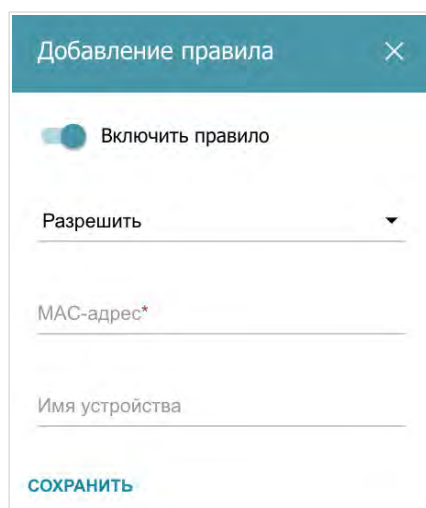 Добавление правила
Включить правило
Разрешить
MAC-адрес*
Имя устройства
СОХРАНИТЬ